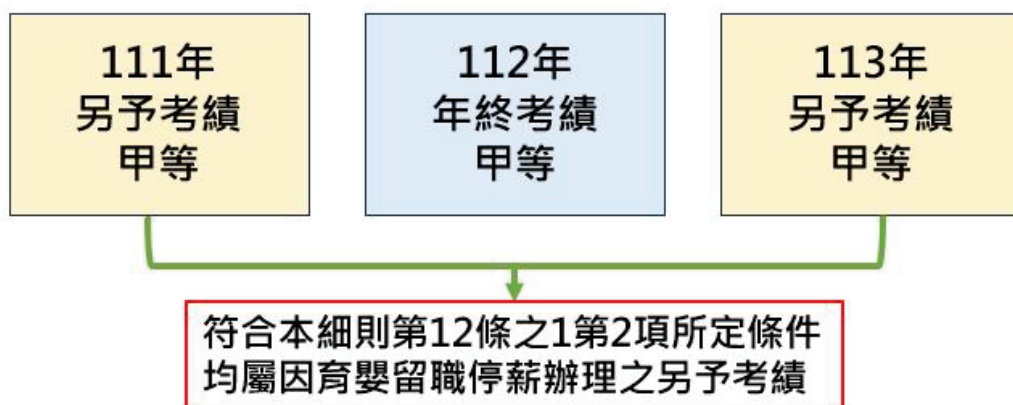 111年
另予考績
甲等
112年
年終考績
甲等
113年
另予考績
甲等
符合本細則第12條之1第2項所定條件
均屬因育嬰留職停薪辦理之另予考績